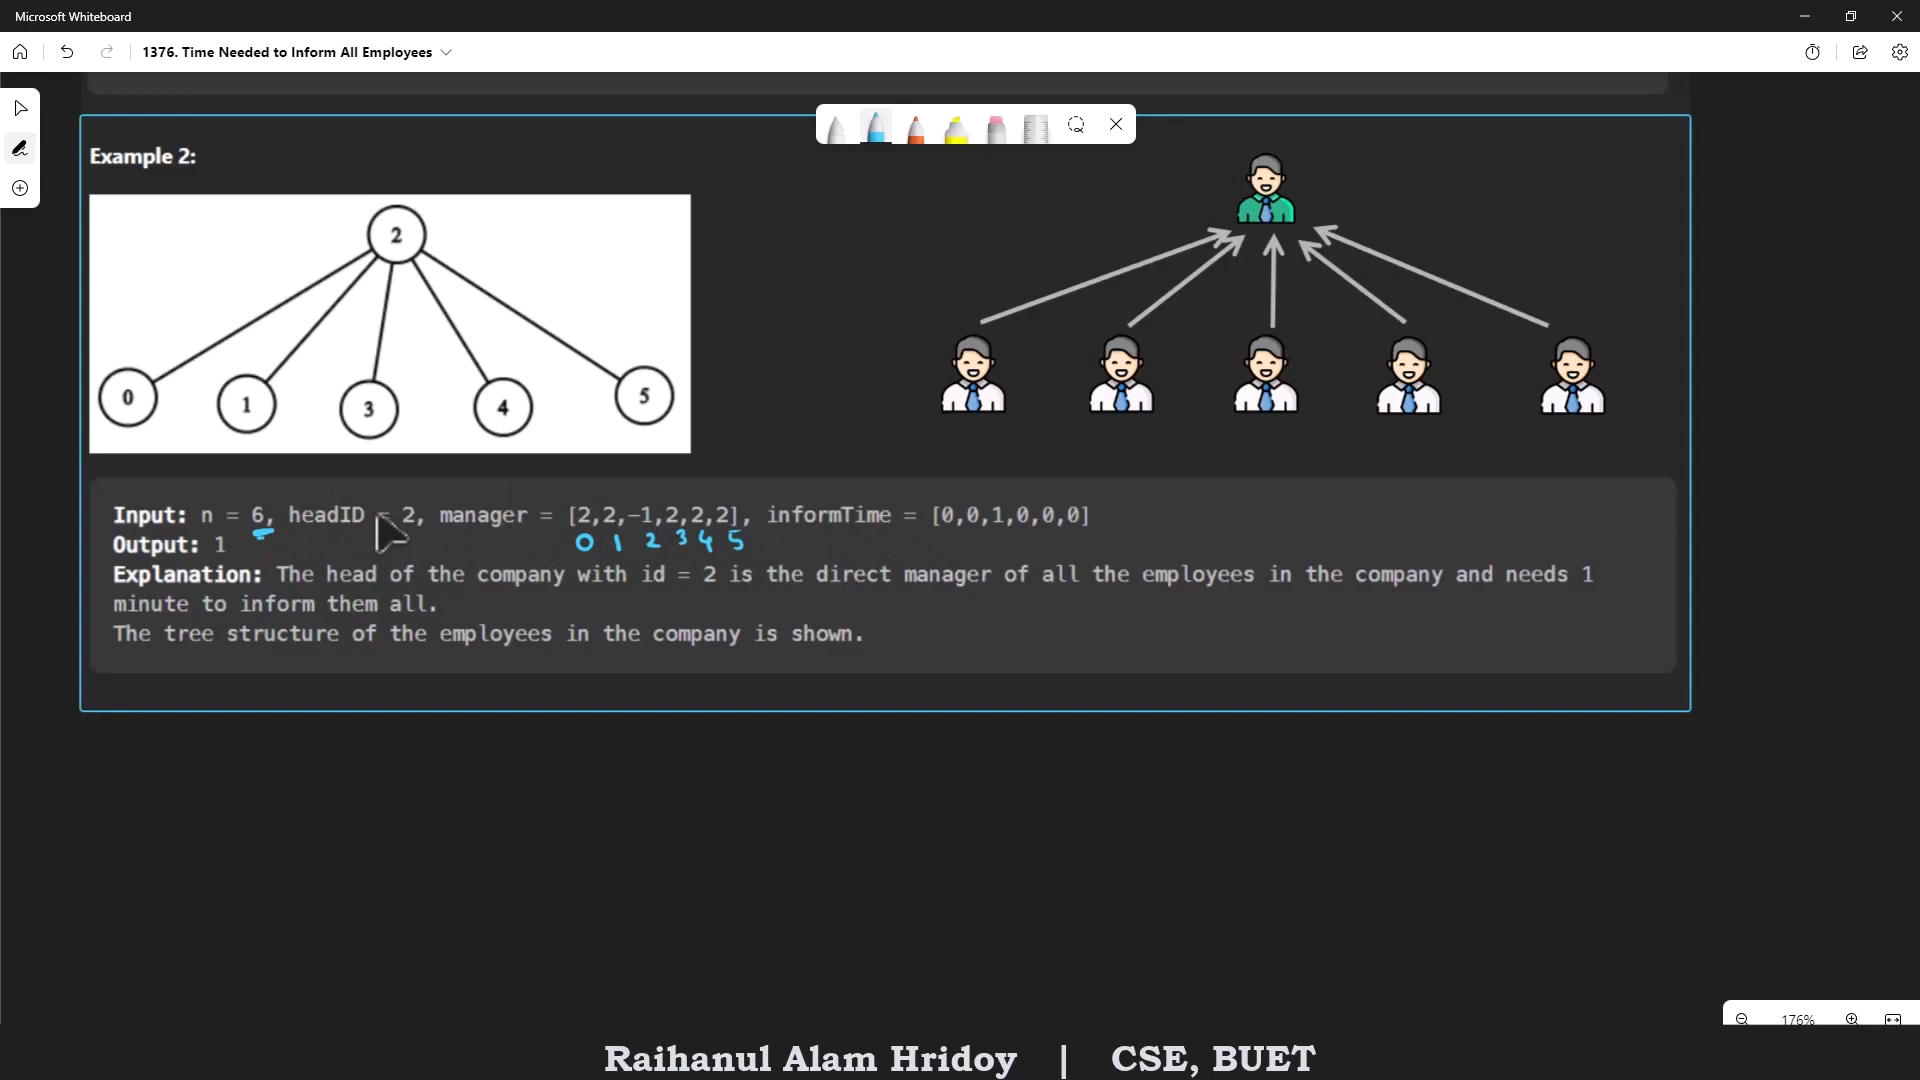 Microsoft Whiteboard
1376. Time Needed to Inform All Employees
Example 2:
2
0 1 3 4 5
Input: n = 6, headID = 2, manager = [2,2,-1,2,2,2], informTime = [0,0,1,0,0,0]
0 1 2 3 4 5
Output: 1
Explanation: The head of the company with id = 2 is the direct manager of all the employees in the company and needs 1
minute to inform them all.
The tree structure of the employees in the company is shown.
176%
Raihanul Alam Hridoy | CSE, BUET